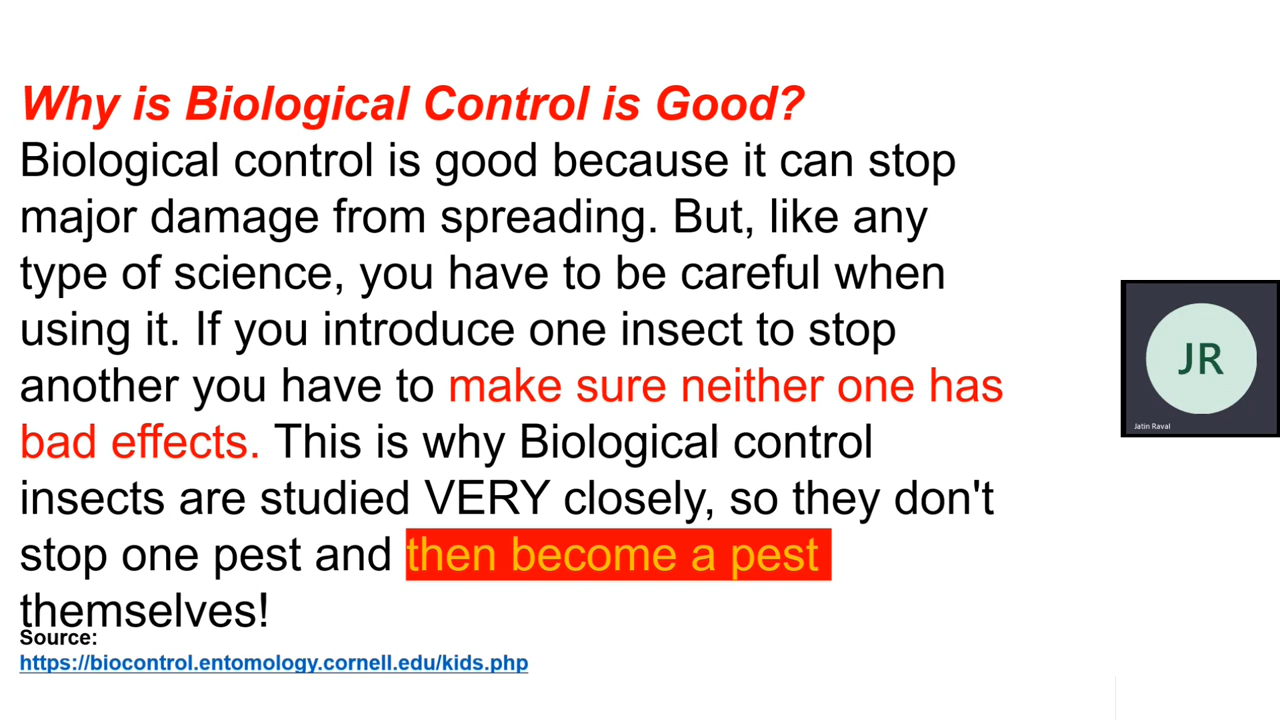 Why is Biological Control is Good?
Biological control is good because it can stop
major damage from spreading. But, like any
type of science, you have to be careful when
using it. If you introduce one insect to stop
another you have to make sure neither one has
bad effects. This is why Biological control
insects are studied VERY closely, so they don't
stop one pest and then become a pest
themselves!
Source:
https://biocontrol.entomology.cornell.edu/kids.php
JR
Jatin Raval